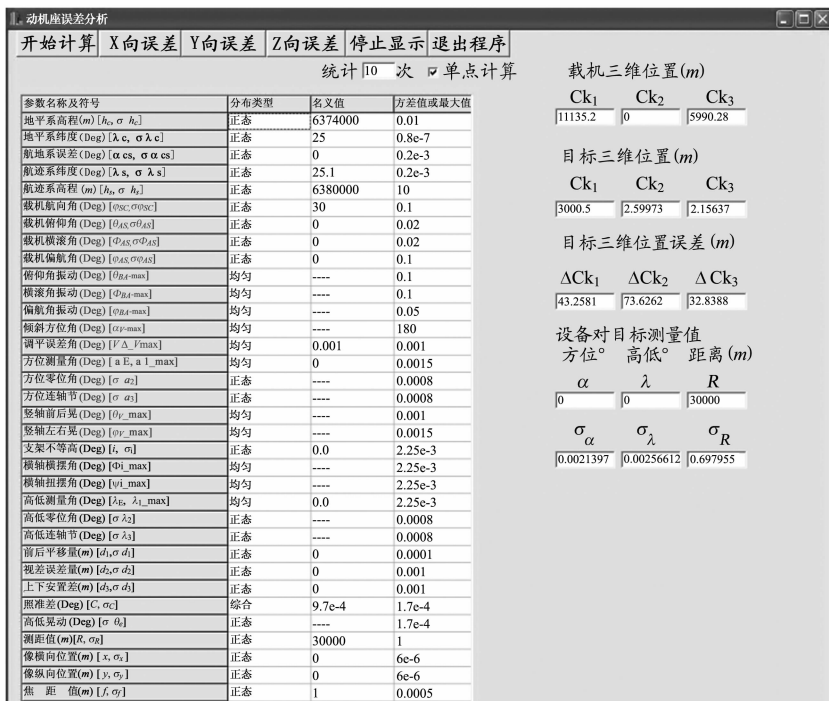 动机座误差分析
开始计算 X向误差 Y向误差 Z向误差 停止显示 退出程序
统计 10 次 单点计算
参数名称及符号 分布类型 名义值 方差值或最大值
地平系高程(m) [hc, σ hc] 正态 6374000 0.01
地平系纬度(Deg) [λ c, σ λ c] 正态 25 0.8e-7
航地系误差(Deg) [α cs, σ α cs] 正态 0 0.2e-3
航迹系纬度(Deg) [λ s, σ λ s] 正态 25.1 0.2e-3
航迹系高程 (m) [hs, σ hs] 正态 6380000 10
载机航向角(Deg) [φSC, σφSC] 正态 30 0.1
载机俯仰角(Deg) [θAS, σθAS] 正态 0 0.02
载机横滚角(Deg) [ΦAS, σΦAS] 正态 0 0.02
载机偏航角(Deg) [φAS, σφAS] 正态 0 0.1
俯仰角振动(Deg) [θBA-max] 均匀 ---- 0.1
横滚角振动(Deg) [ΦBA-max] 均匀 ---- 0.1
偏航角振动(Deg) [φBA-max] 均匀 ---- 0.05
倾斜方位角(Deg) [αV-max] 均匀 ---- 180
调平误差角(Deg) [V Δ_Vmax] 均匀 0.001 0.001
方位测量角(Deg) [ a E, a 1_max] 均匀 0 0.0015
方位零位角(Deg) [σ a2] 正态 ---- 0.0008
方位连轴节(Deg) [σ a3] 正态 ---- 0.0008
竖轴前后晃(Deg) [θV_max] 均匀 ---- 0.001
竖轴左右晃(Deg) [φV_max] 均匀 ---- 0.0015
支架不等高(Deg) [i, σi] 正态 0.0 2.25e-3
横轴横摆角(Deg) [Φi_max] 均匀 ---- 2.25e-3
横轴扭摆角(Deg) [ψi_max] 均匀 ---- 2.25e-3
高低测量角(Deg) [λE, λ1_max] 均匀 0.0 2.25e-3
高低零位角(Deg) [σ λ2] 正态 ---- 0.0008
高低连轴节(Deg) [σ λ3] 正态 ---- 0.0008
前后平移量(m) [d1,σ d1] 正态 0 0.0001
视差误差量(m) [d2,σ d2] 正态 0 0.001
上下安置差(m) [d3,σ d3] 正态 0 0.001
照准差(Deg) [C, σC] 综合 9.7e-4 1.7e-4
高低晃动(Deg) [σ θe] 正态 ---- 1.7e-4
测距值(m)[R, σR] 正态 30000 1
像横向位置(m) [ x, σx ] 正态 0 6e-6
像纵向位置(m) [ y, σy ] 正态 0 6e-6
焦 距 值(m) [ f, σf ] 正态 1 0.0005
载机三维位置(m)
Ck1 Ck2 Ck3
11135.2 0 5990.28
目标三维位置(m)
Ck1 Ck2 Ck3
3000.5 2.59973 2.15637
目标三维位置误差(m)
ΔCk1 ΔCk2 Δ Ck3
43.2581 73.6262 32.8388
设备对目标测量值
方位° 高低° 距离(m)
α λ R
0 0 30000
σα σλ σR
0.0021397 0.00256612 0.697955